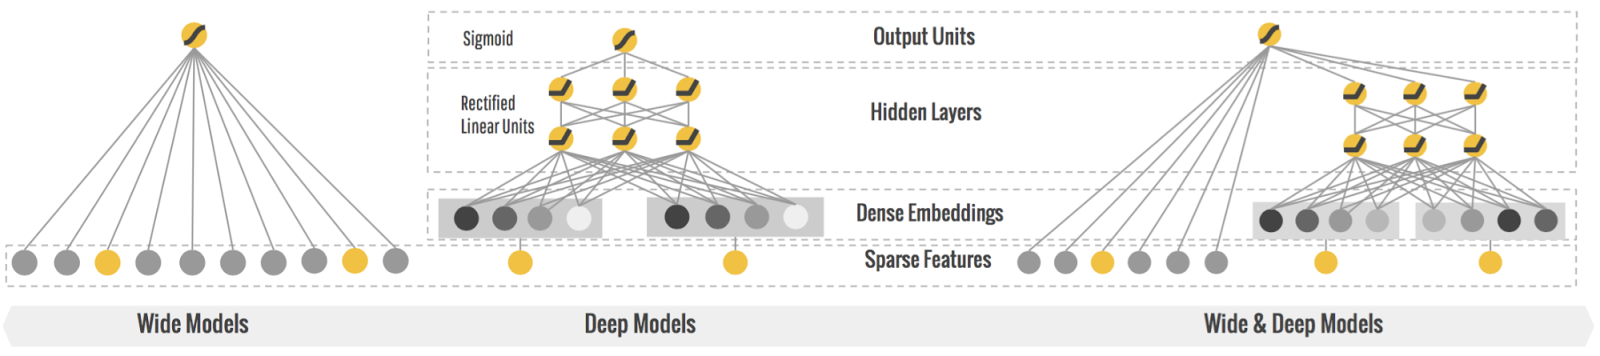 Sigmoid
Output Units
Rectified
Linear Units
Hidden Layers
Dense Embeddings
Sparse Features
Wide Models
Deep Models
Wide & Deep Models